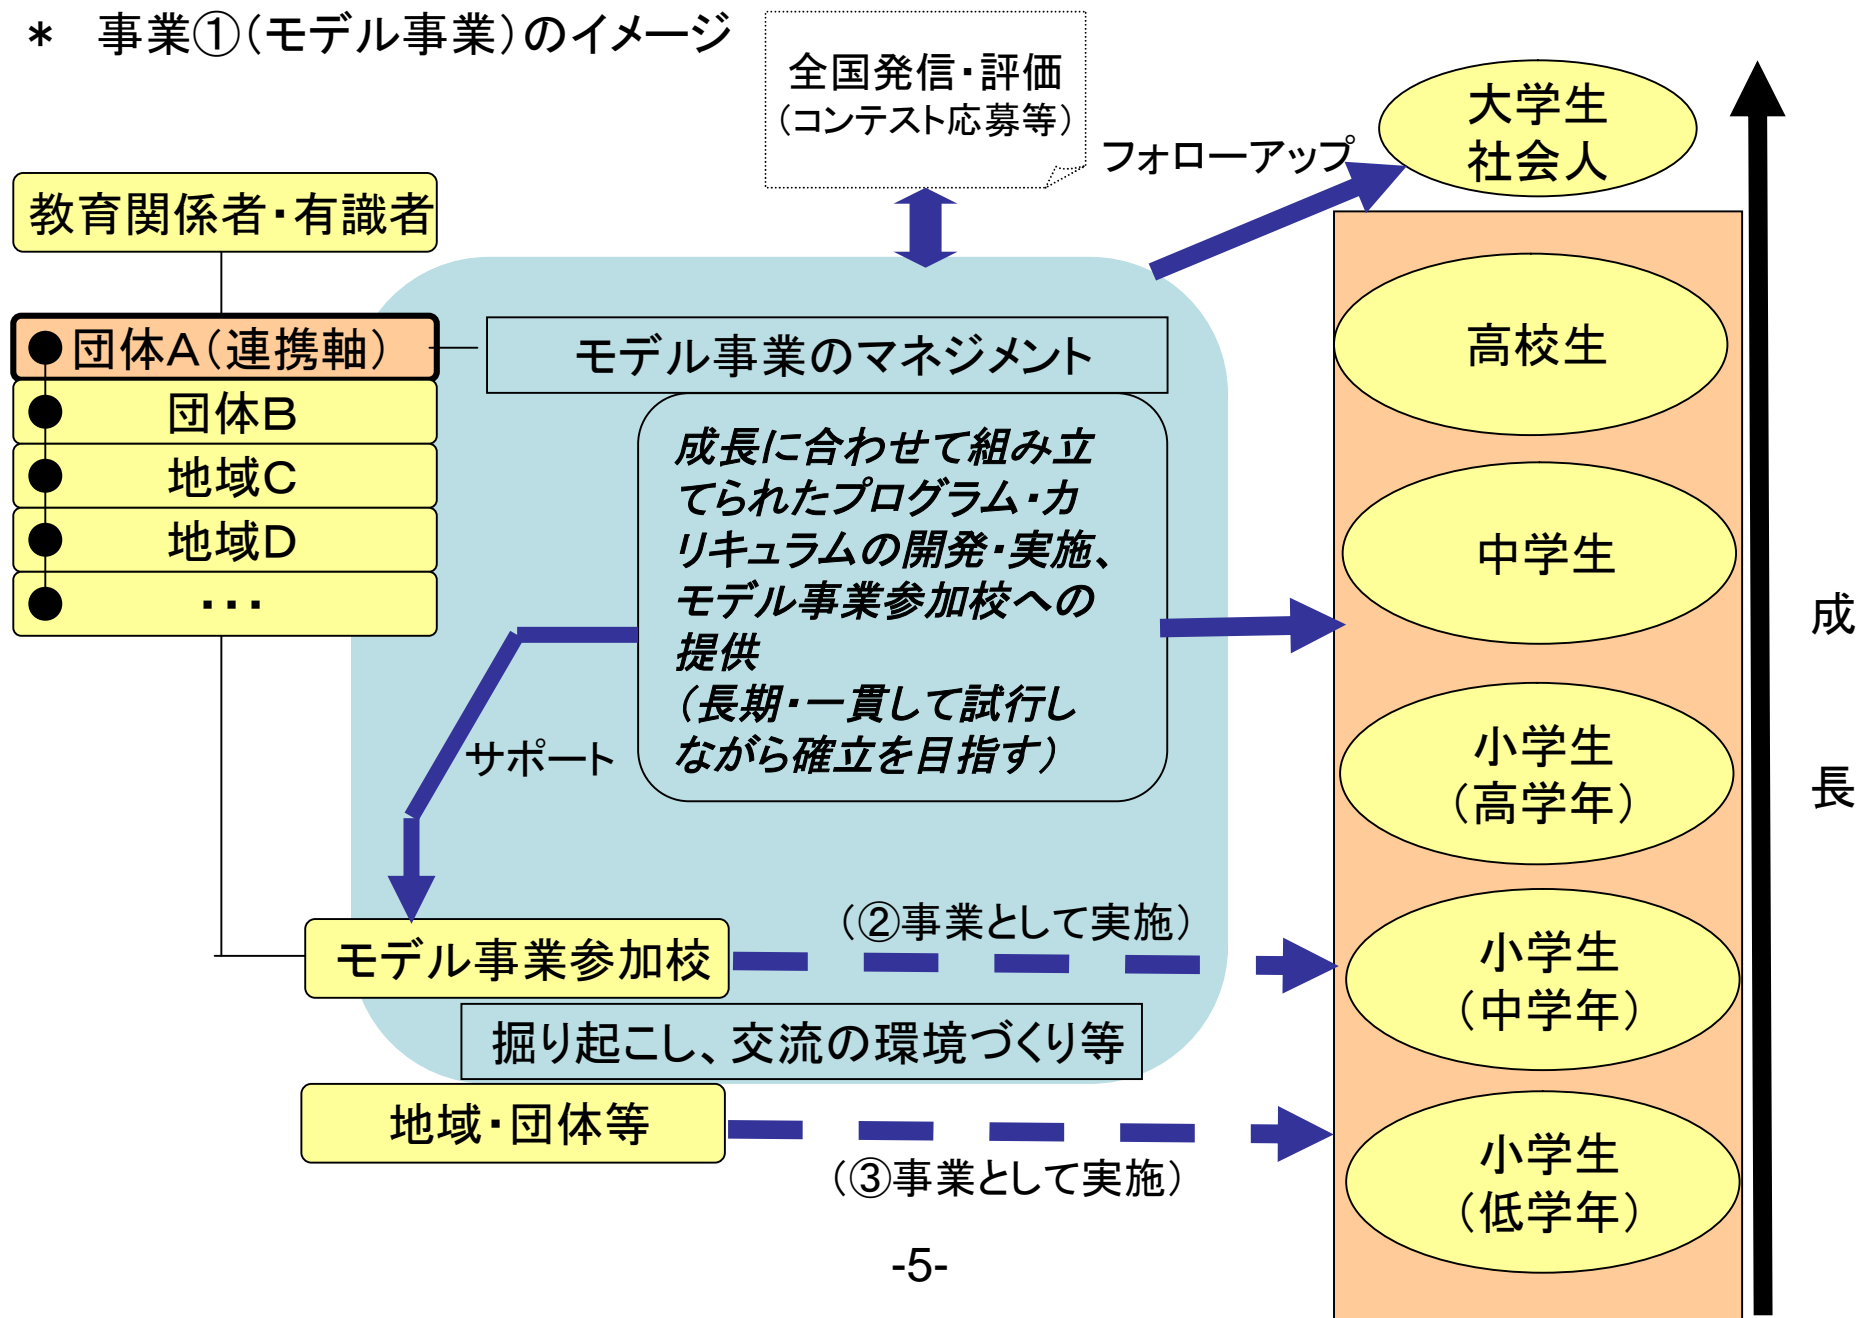 * 事業①(モデル事業)のイメージ
全国発信・評価
(コンテスト応募等)
フォローアップ
大学生
社会人
教育関係者・有識者
団体A(連携軸)
団体B
地域C
地域D
・・・
モデル事業のマネジメント
成長に合わせて組み立
てられたプログラム・カ
リキュラムの開発・実施、
モデル事業参加校への
提供
(長期・一貫して試行し
ながら確立を目指す)
サポート
高校生
中学生
小学生
(高学年)
小学生
(中学年)
小学生
(低学年)
成
長
(②事業として実施)
モデル事業参加校
掘り起こし、交流の環境づくり等
地域・団体等
(③事業として実施)
-5-